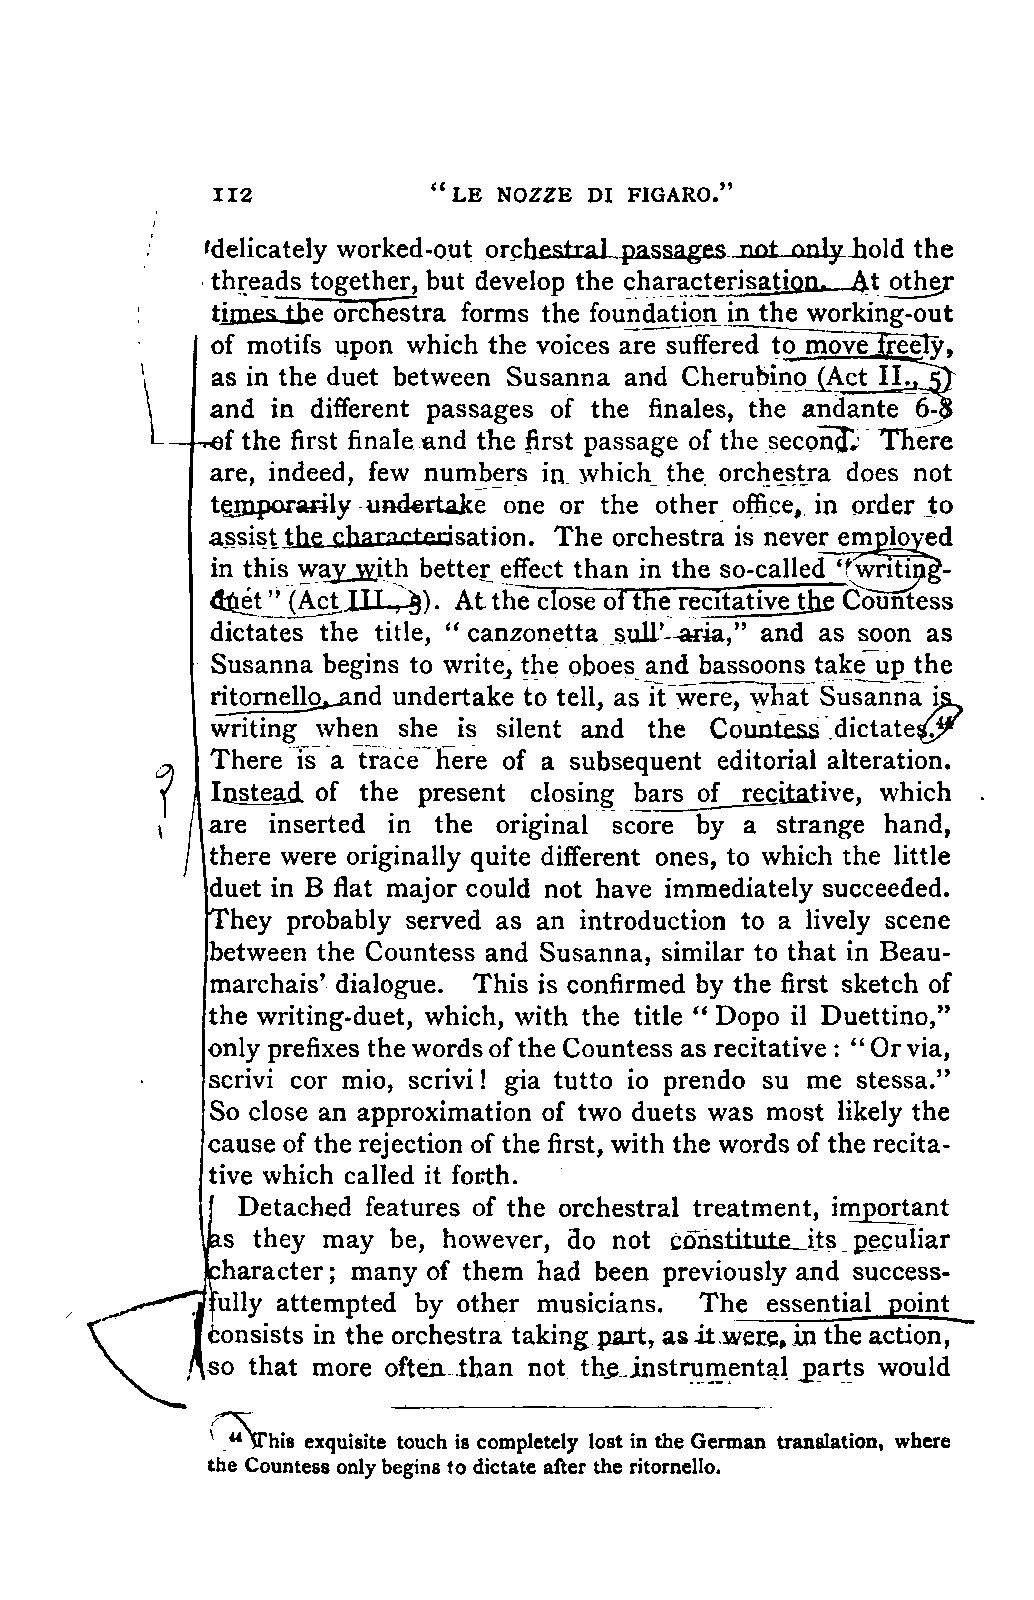 112 "LE NOZZE DI FIGARO."
delicately worked-out orchestral passages not only hold the
threads together, but develop the characterisation. At other
times the orchestra forms the foundation in the working-out
of motifs upon which the voices are suffered to move freely,
as in the duet between Susanna and Cherubino (Act II., 5)
and in different passages of the finales, the andante 6-8
of the first finale and the first passage of the second. There
are, indeed, few numbers in which the orchestra does not
temporarily undertake one or the other office, in order to
assist the characterisation. The orchestra is never employed
in this way with better effect than in the so-called "writing-
duet" (Act III., 3). At the close of the recitative the Countess
dictates the title, "canzonetta sull' aria," and as soon as
Susanna begins to write, the oboes and bassoons take up the
ritornello, and undertake to tell, as it were, what Susanna is
writing when she is silent and the Countess dictates.44
There is a trace here of a subsequent editorial alteration.
Instead of the present closing bars of recitative, which
are inserted in the original score by a strange hand,
there were originally quite different ones, to which the little
duet in B flat major could not have immediately succeeded.
They probably served as an introduction to a lively scene
between the Countess and Susanna, similar to that in Beau-
marchais' dialogue. This is confirmed by the first sketch of
the writing-duet, which, with the title "Dopo il Duettino,"
only prefixes the words of the Countess as recitative: "Or via,
scrivi cor mio, scrivi! gia tutto io prendo su me stessa."
So close an approximation of two duets was most likely the
cause of the rejection of the first, with the words of the recita-
tive which called it forth.
Detached features of the orchestral treatment, important
as they may be, however, do not constitute its peculiar
character; many of them had been previously and success-
fully attempted by other musicians. The essential point
consists in the orchestra taking part, as it were, in the action,
so that more often than not the instrumental parts would
44 This exquisite touch is completely lost in the German translation, where
the Countess only begins to dictate after the ritornello.